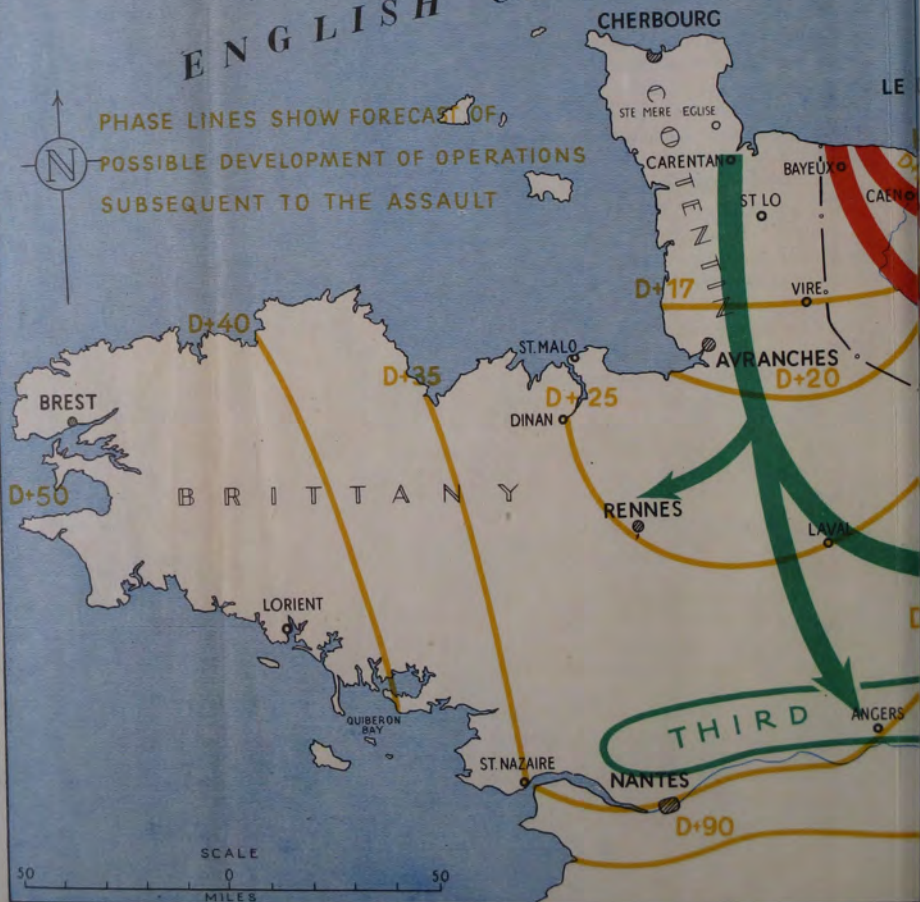 ENGLISH
CHERBOURG
LE
PHASE LINES SHOW FORECAST OF
POSSIBLE DEVELOPMENT OF OPERATIONS
SUBSEQUENT TO THE ASSAULT
N
STE MERE EGLISE
COTENTIN
CARENTAN
BAYEUX
CAEN
ST LO
D+17
VIRE
D+40
ST. MALO
AVRANCHES
D+20
D+35
D+25
BREST
DINAN
D+50
BRITTANY
RENNES
LAVAL
LORIENT
THIRD
ANGERS
QUIBERON
BAY
ST. NAZAIRE
NANTES
D+90
SCALE
50 0 50
MILES